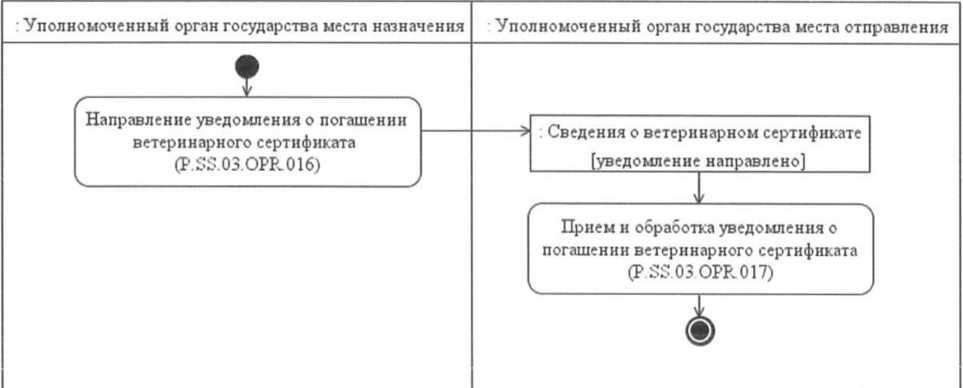 : Уполномоченный орган государства места назначения
: Уполномоченный орган государства места отправления
Направление уведомления о погашении
ветеринарного сертификата
(P.SS.03.OPR.016)
: Сведения о ветеринарном сертификате
[уведомление направлено]
Прием и обработка уведомления о
погашении ветеринарного сертификата
(P.SS.03.OPR.017)